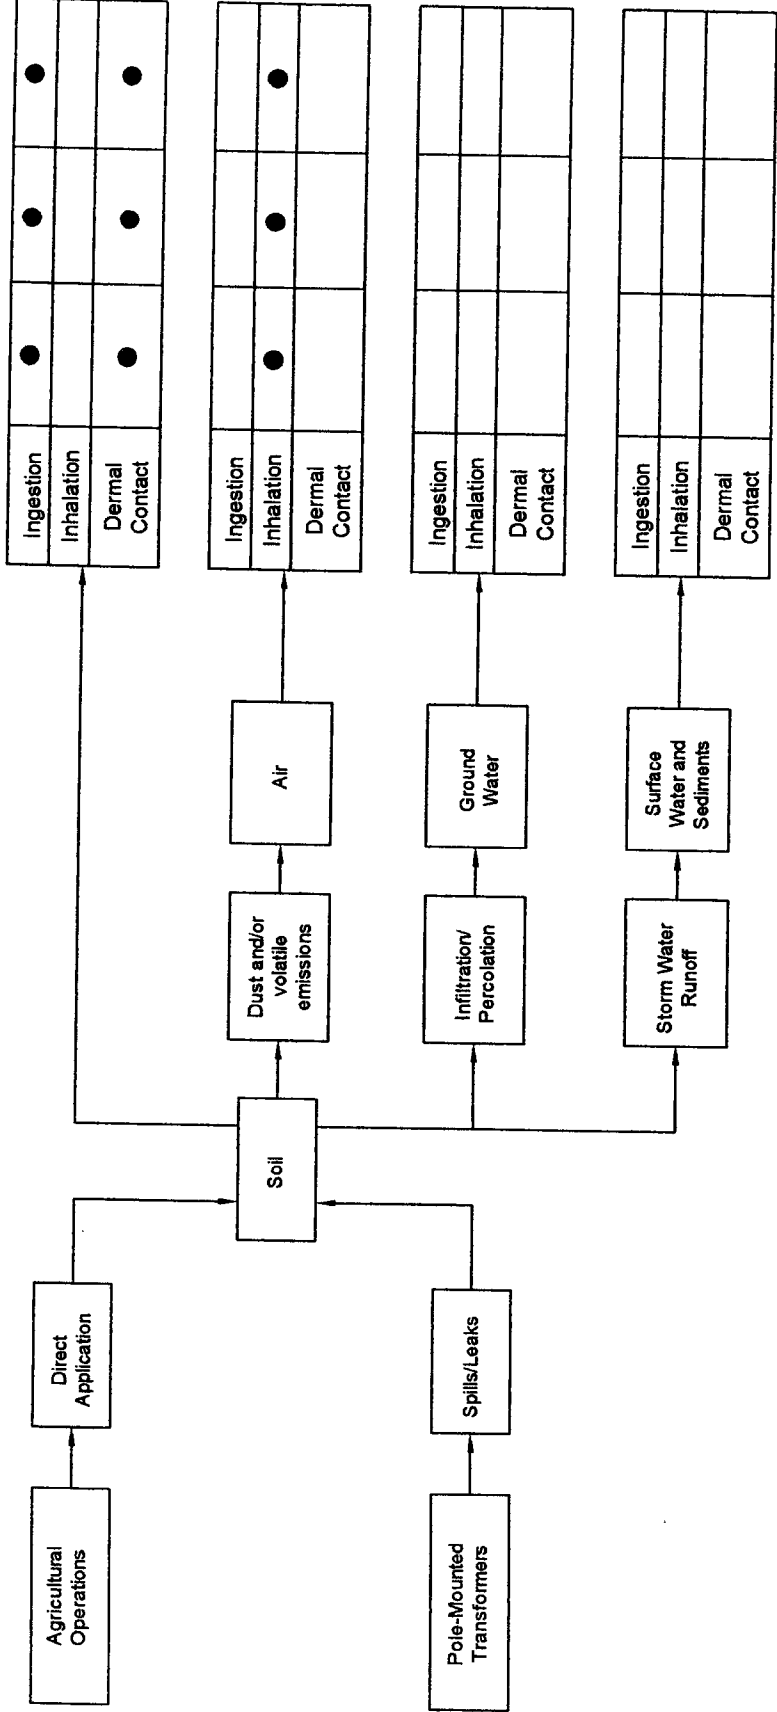 Agricultural
Operations
Direct
Application
Pole-Mounted
Transformers
Spills/Leaks
Soil
Dust and/or
volatile
emissions
Air
Infiltration/
Percolation
Ground
Water
Storm Water
Runoff
Surface
Water and
Sediments
Ingestion
Inhalation
Dermal
Contact
Ingestion
Inhalation
Dermal
Contact
Ingestion
Inhalation
Dermal
Contact
Ingestion
Inhalation
Dermal
Contact